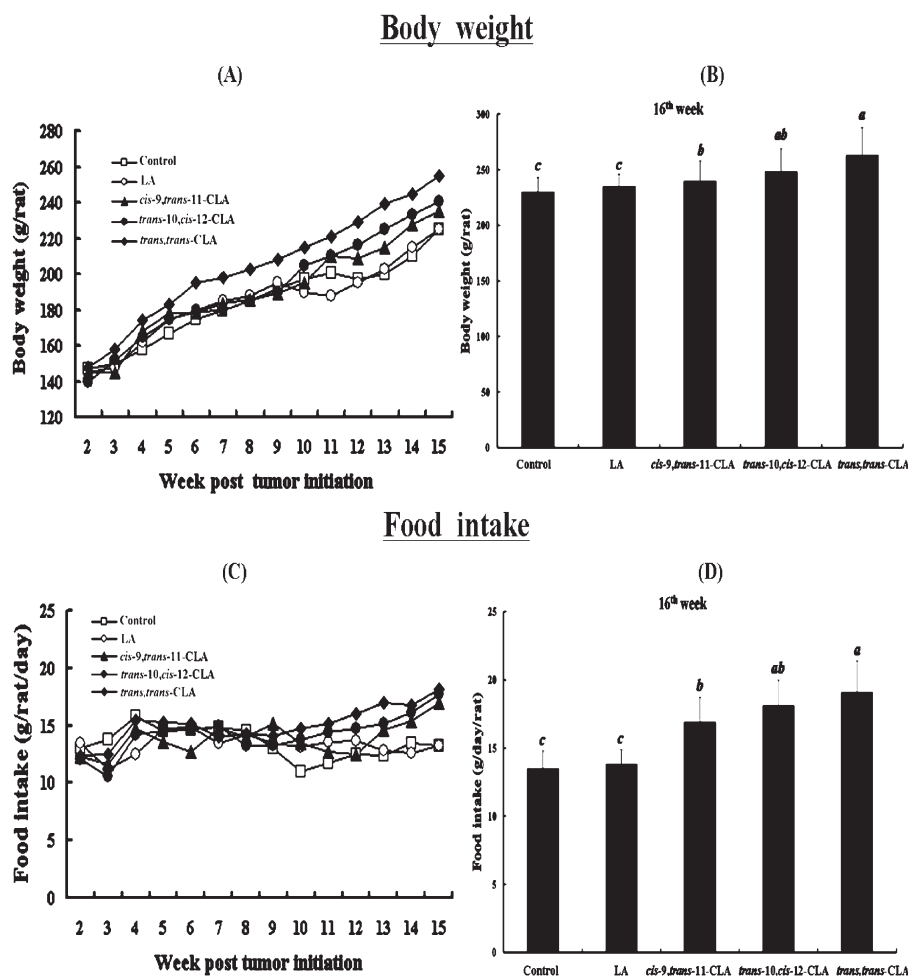 Body weight
(A)
Control
LA
cis-9,trans-11-CLA
trans-10,cis-12-CLA
trans,trans-CLA
280
260
240
220
200
180
160
140
120
Body weight (g/rat)
2 3 4 5 6 7 8 9 10 11 12 13 14 15
Week post tumor initiation
(B)
16th week
300
250
200
150
100
50
0
Body weight (g/rat)
c c b ab a
Control LA cis-9,trans-11-CLA trans-10,cis-12-CLA trans,trans-CLA
Food intake
(C)
Control
LA
cis-9,trans-11-CLA
trans-10,cis-12-CLA
trans,trans-CLA
25
20
15
10
5
0
Food intake (g/rat/day)
2 3 4 5 6 7 8 9 10 11 12 13 14 15
Week post tumor initiation
(D)
16th week
25
20
15
10
5
0
Food intake (g/day/rat)
c c b ab a
Control LA cis-9,trans-11-CLA trans-10,cis-12-CLA trans,trans-CLA